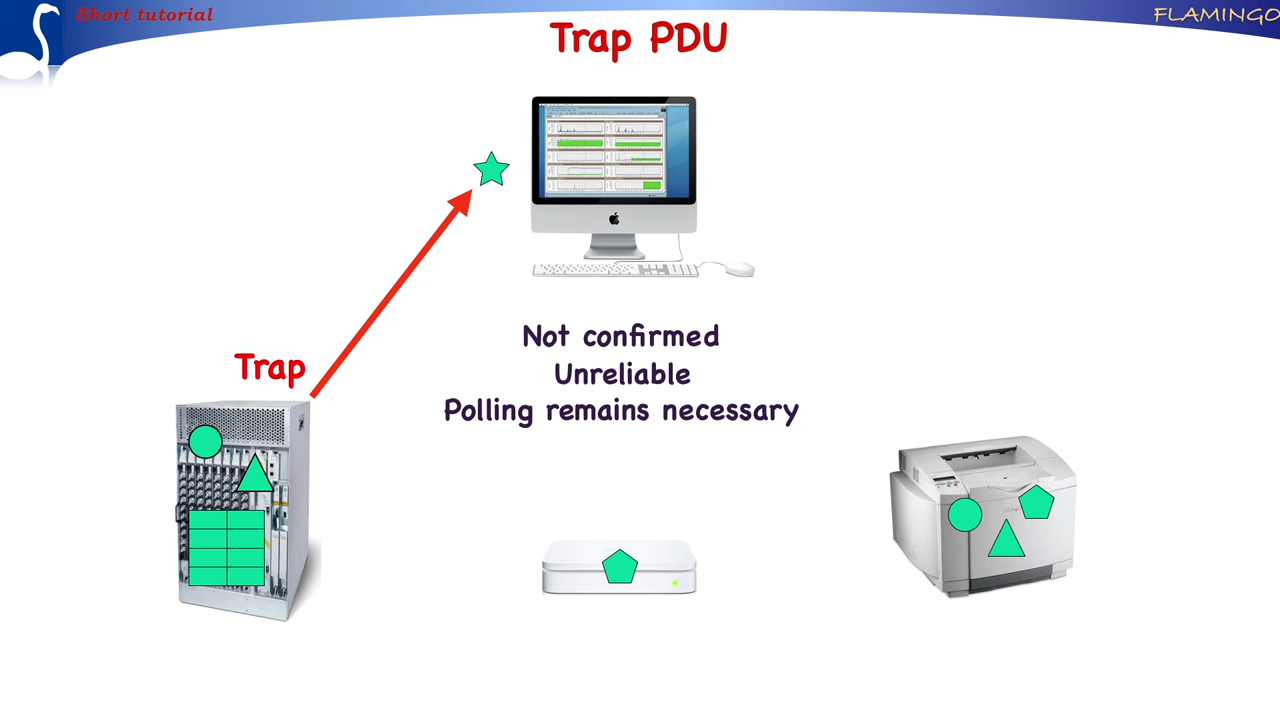 Short tutorial
FLAMINGO
Trap PDU
Trap
Not confirmed
Unreliable
Polling remains necessary